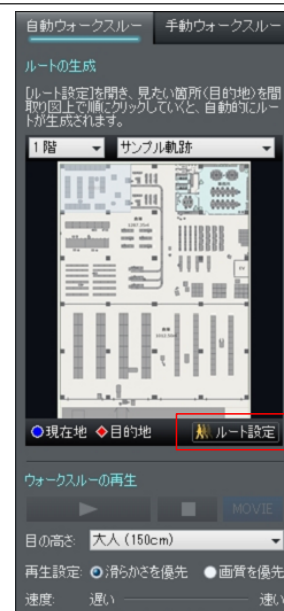 自動ウォークスルー 手動ウォークスルー
ルートの生成
[ルート設定]を開き、見たい箇所(目的地)を間
取り図上で順にクリックしていくと、自動的にルー
トが生成されます。
1階 サンプル軌跡
現在地 目的地 ルート設定
ウォークスルーの再生
MOVIE
目の高さ: 大人(150cm)
再生設定: 滑らかさを優先 画質を優先
速度: 遅い 速い